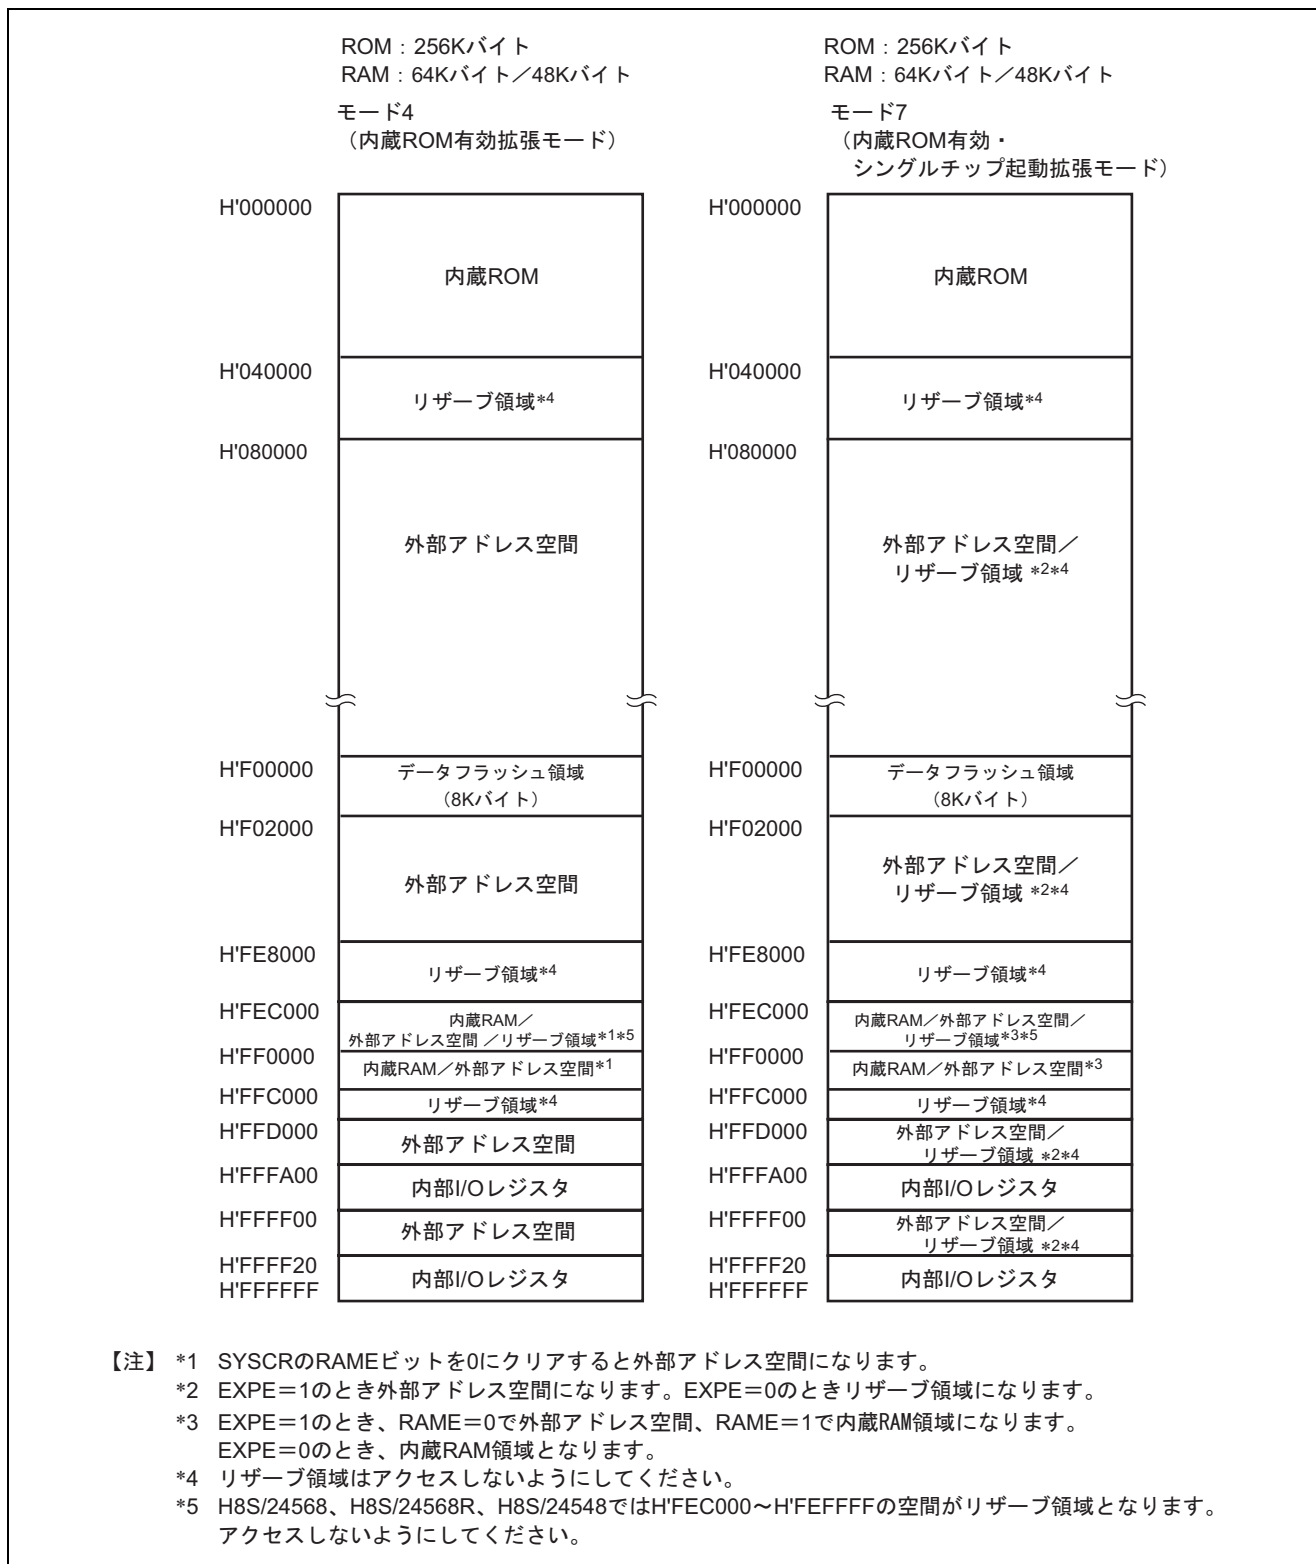 ROM：256Kバイト
RAM：64Kバイト／48Kバイト
モード4
（内蔵ROM有効拡張モード）
H'000000
内蔵ROM
H'040000
リザーブ領域*4
H'080000
外部アドレス空間
H'F00000
データフラッシュ領域
（8Kバイト）
H'F02000
外部アドレス空間
H'FE8000
リザーブ領域*4
H'FEC000
内蔵RAM／
外部アドレス空間／リザーブ領域*1*5
H'FF0000
内蔵RAM／外部アドレス空間*1
H'FFC000
リザーブ領域*4
H'FFD000
外部アドレス空間
H'FFFA00
内部I/Oレジスタ
H'FFFF00
外部アドレス空間
H'FFFF20
内部I/Oレジスタ
H'FFFFFF
ROM：256Kバイト
RAM：64Kバイト／48Kバイト
モード7
（内蔵ROM有効・
シングルチップ起動拡張モード）
H'000000
内蔵ROM
H'040000
リザーブ領域*4
H'080000
外部アドレス空間／
リザーブ領域 *2*4
H'F00000
データフラッシュ領域
（8Kバイト）
H'F02000
外部アドレス空間／
リザーブ領域 *2*4
H'FE8000
リザーブ領域*4
H'FEC000
内蔵RAM／外部アドレス空間／
リザーブ領域*3*5
H'FF0000
内蔵RAM／外部アドレス空間*3
H'FFC000
リザーブ領域*4
H'FFD000
外部アドレス空間／
リザーブ領域 *2*4
H'FFFA00
内部I/Oレジスタ
H'FFFF00
外部アドレス空間／
リザーブ領域 *2*4
H'FFFF20
内部I/Oレジスタ
H'FFFFFF
【注】 *1 SYSCRのRAMEビットを0にクリアすると外部アドレス空間になります。
*2 EXPE＝1のとき外部アドレス空間になります。EXPE＝0のときリザーブ領域になります。
*3 EXPE＝1のとき、RAME＝0で外部アドレス空間、RAME＝1で内蔵RAM領域になります。
EXPE＝0のとき、内蔵RAM領域となります。
*4 リザーブ領域はアクセスしないようにしてください。
*5 H8S/24568、H8S/24568R、H8S/24548ではH'FEC000～H'FEFFFFの空間がリザーブ領域となります。
アクセスしないようにしてください。